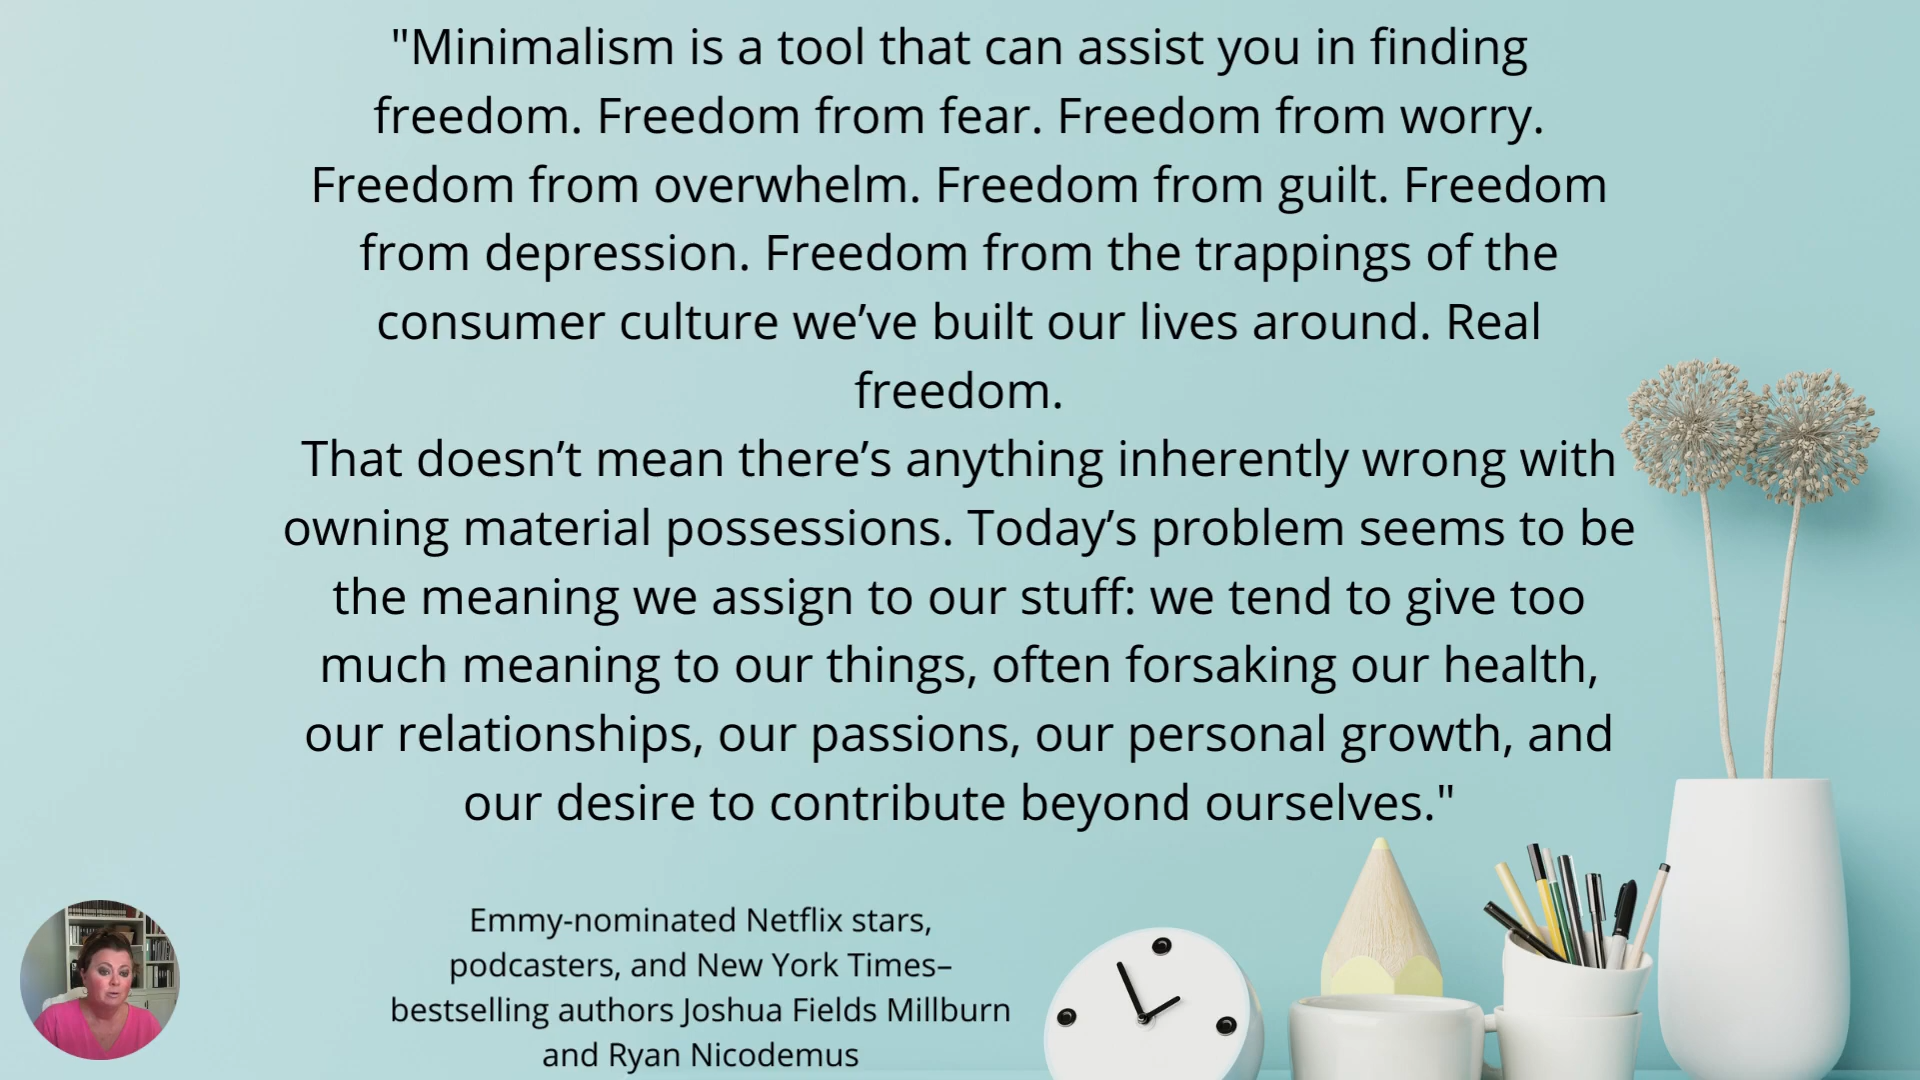 "Minimalism is a tool that can assist you in finding
freedom. Freedom from fear. Freedom from worry.
Freedom from overwhelm. Freedom from guilt. Freedom
from depression. Freedom from the trappings of the
consumer culture we’ve built our lives around. Real
freedom.
That doesn’t mean there’s anything inherently wrong with
owning material possessions. Today’s problem seems to be
the meaning we assign to our stuff: we tend to give too
much meaning to our things, often forsaking our health,
our relationships, our passions, our personal growth, and
our desire to contribute beyond ourselves."
Emmy-nominated Netflix stars,
podcasters, and New York Times–
bestselling authors Joshua Fields Millburn
and Ryan Nicodemus